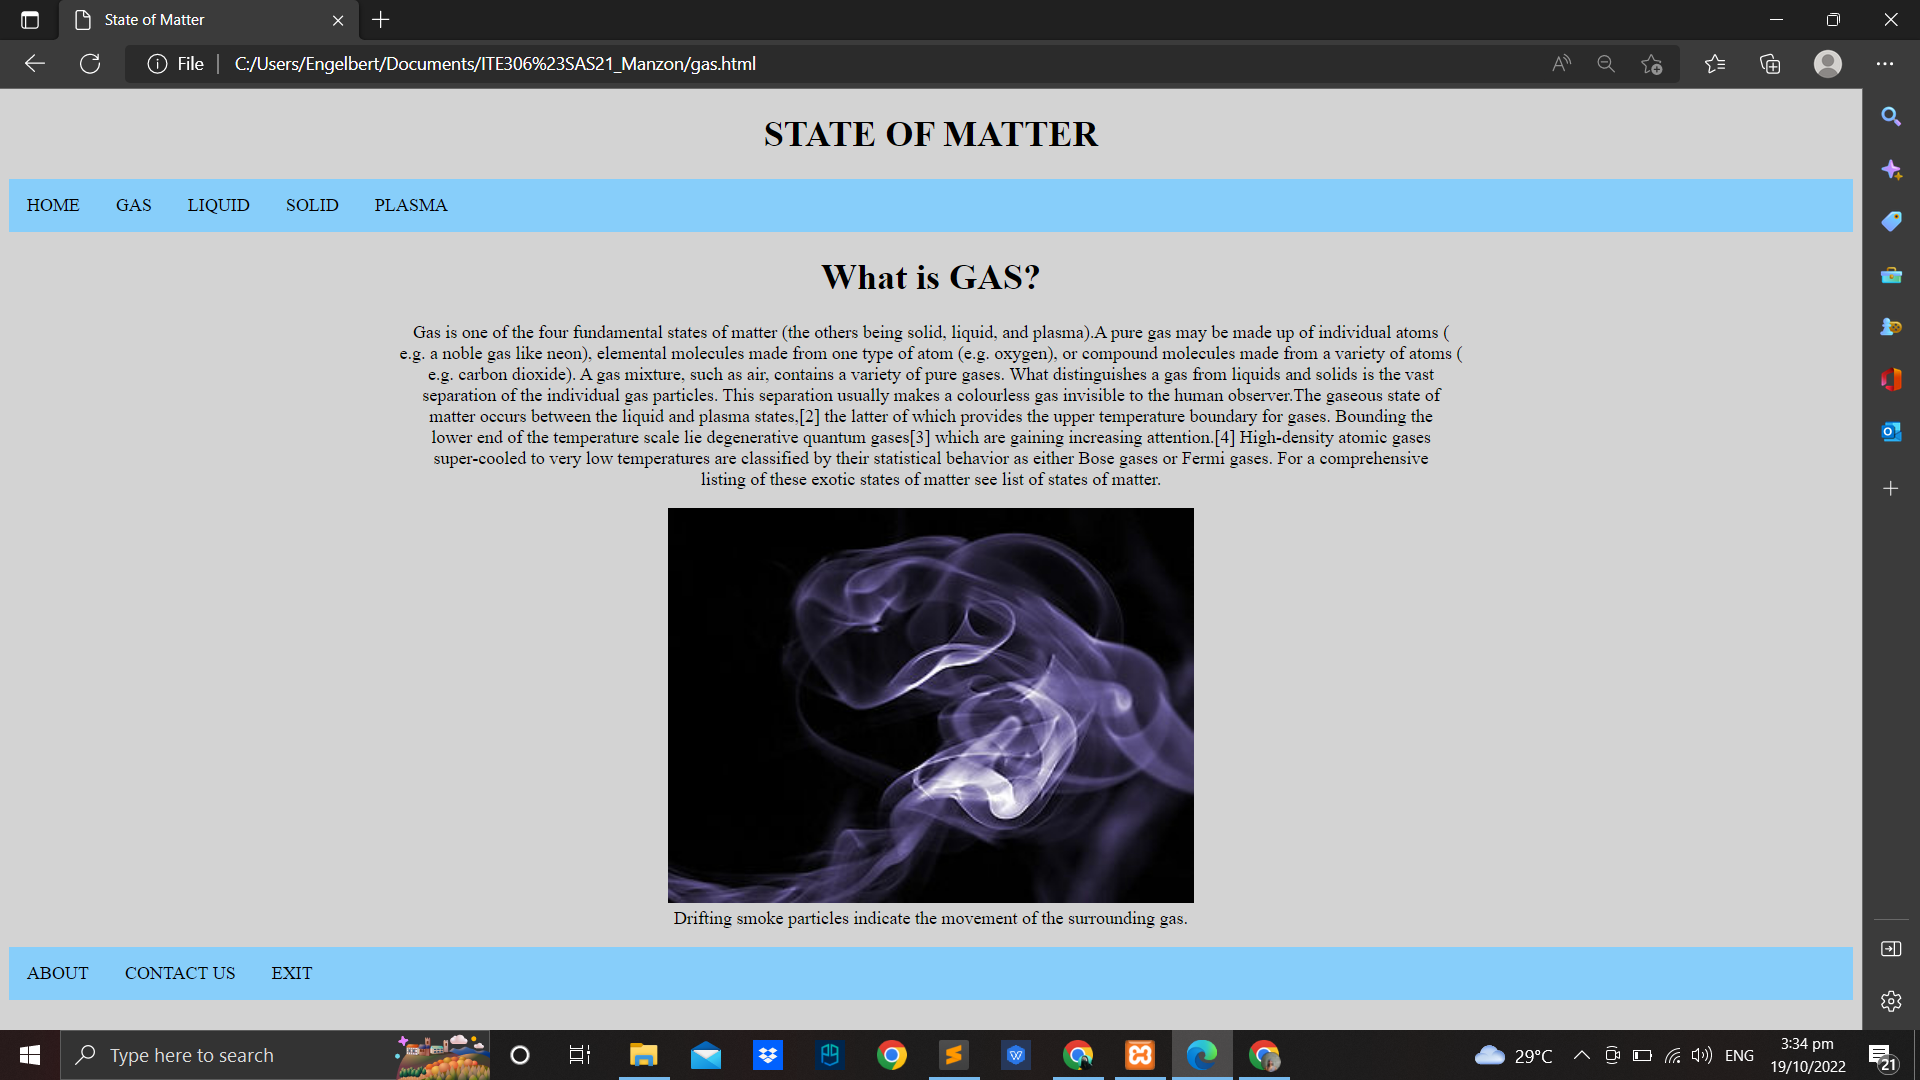 State of Matter
File
C:/Users/Engelbert/Documents/ITE306%23SAS21_Manzon/gas.html
STATE OF MATTER
HOME GAS LIQUID SOLID PLASMA
What is GAS?
Gas is one of the four fundamental states of matter (the others being solid, liquid, and plasma).A pure gas may be made up of individual atoms (
e.g. a noble gas like neon), elemental molecules made from one type of atom (e.g. oxygen), or compound molecules made from a variety of atoms (
e.g. carbon dioxide). A gas mixture, such as air, contains a variety of pure gases. What distinguishes a gas from liquids and solids is the vast
separation of the individual gas particles. This separation usually makes a colourless gas invisible to the human observer.The gaseous state of
matter occurs between the liquid and plasma states,[2] the latter of which provides the upper temperature boundary for gases. Bounding the
lower end of the temperature scale lie degenerative quantum gases[3] which are gaining increasing attention.[4] High-density atomic gases
super-cooled to very low temperatures are classified by their statistical behavior as either Bose gases or Fermi gases. For a comprehensive
listing of these exotic states of matter see list of states of matter.
Drifting smoke particles indicate the movement of the surrounding gas.
ABOUT CONTACT US EXIT
Type here to search
29°C
ENG
3:34 pm
19/10/2022
21